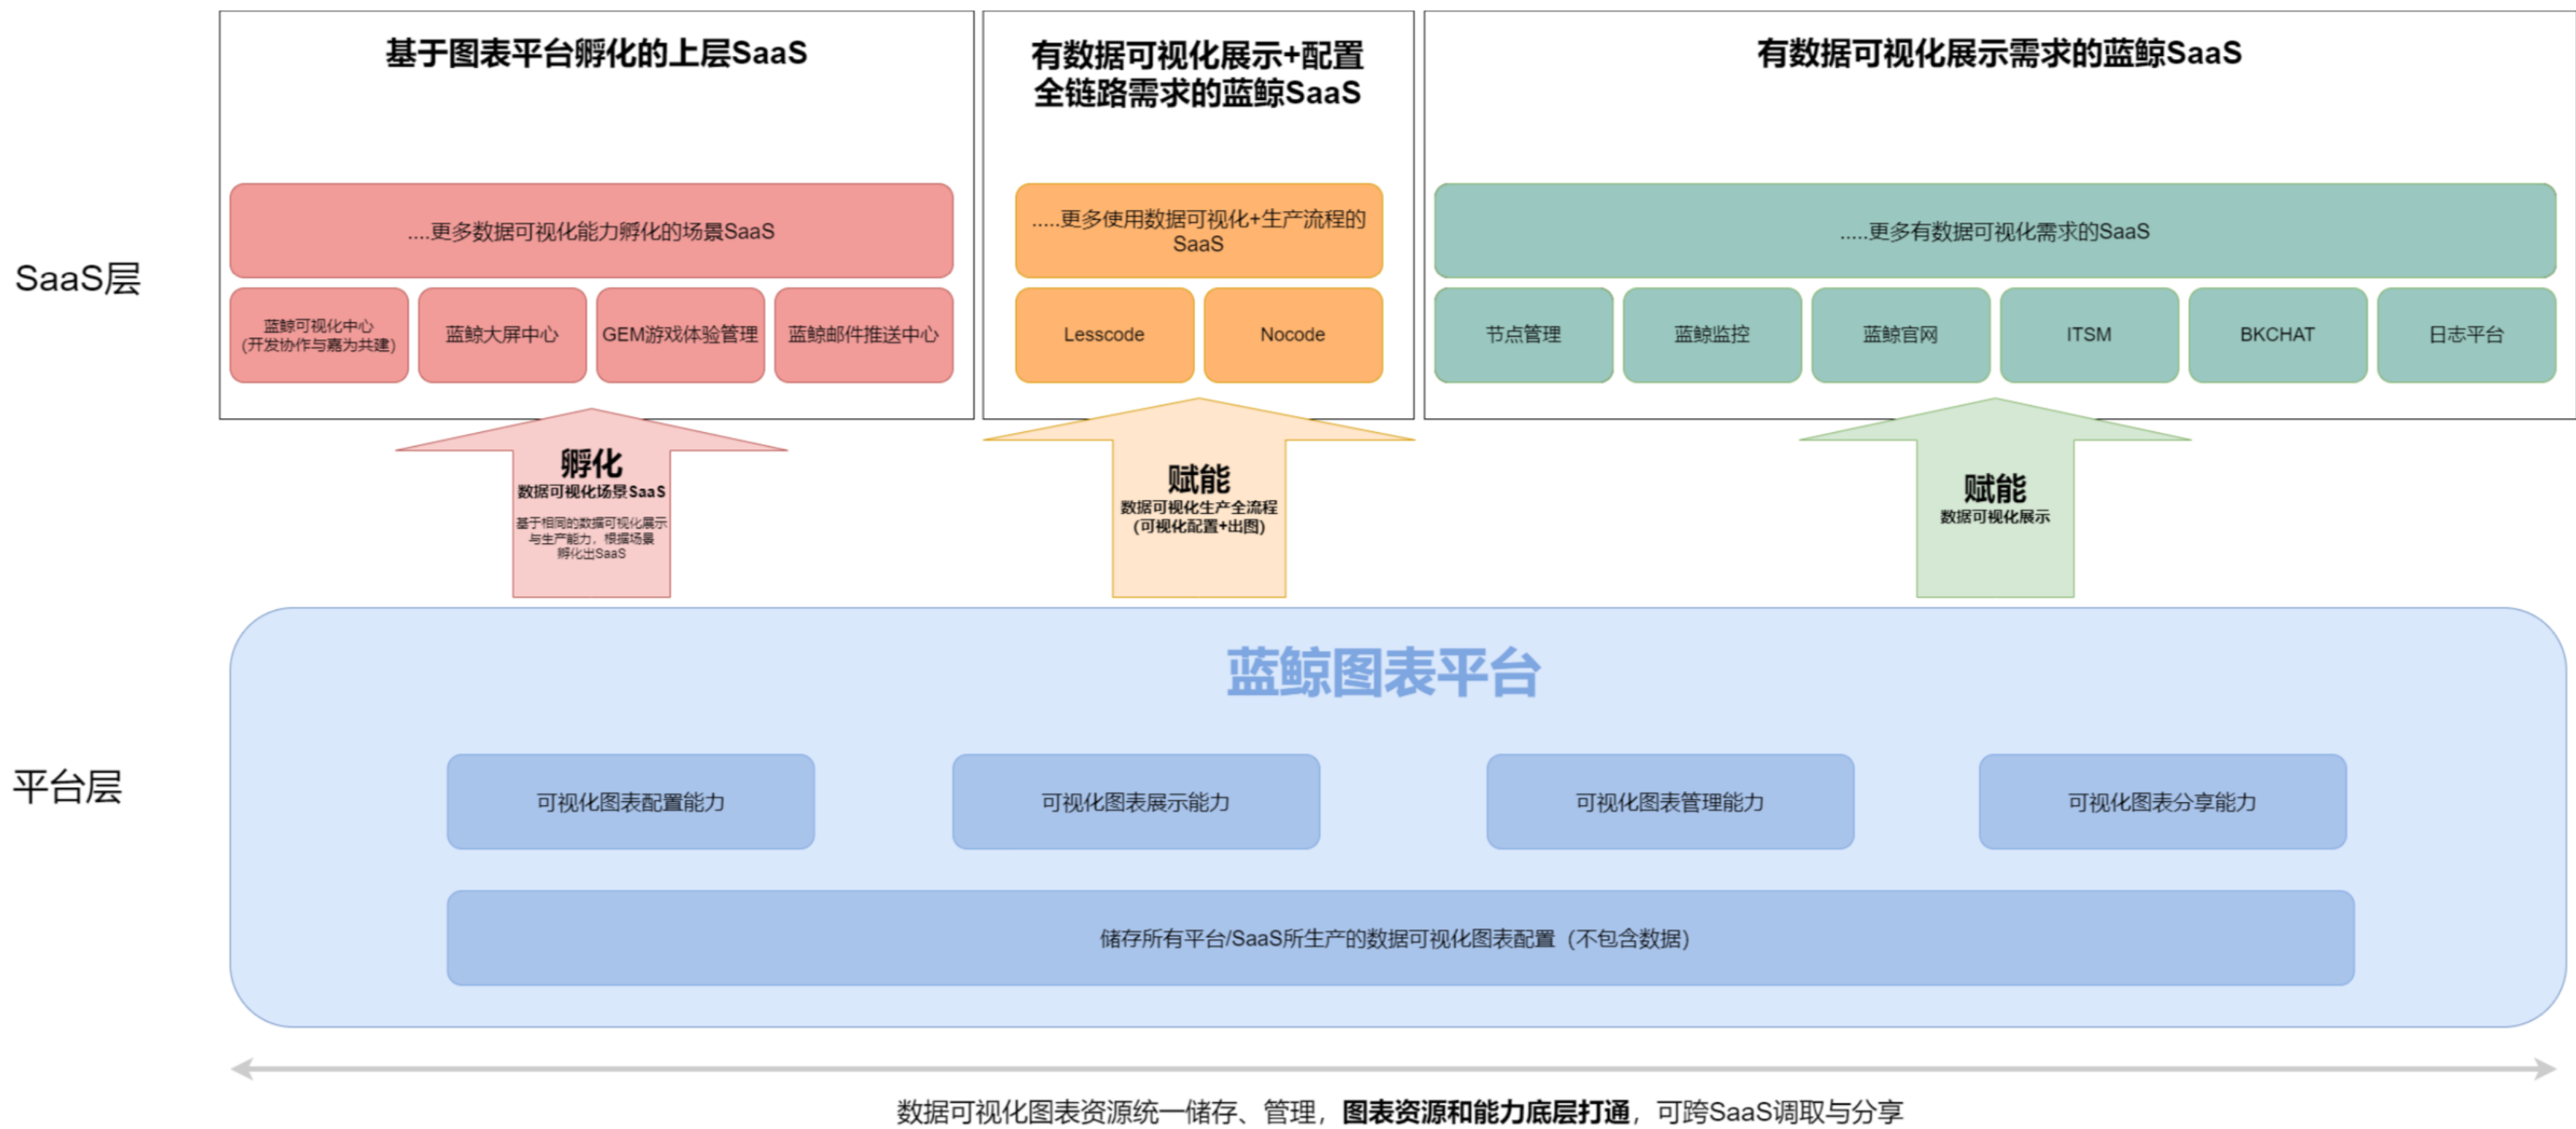 基于图表平台孵化的上层SaaS
有数据可视化展示+配置
全链路需求的蓝鲸SaaS
有数据可视化展示需求的蓝鲸SaaS
SaaS层
....更多数据可视化能力孵化的场景SaaS
.....更多使用数据可视化+生产流程的
SaaS
.....更多有数据可视化需求的SaaS
蓝鲸可视化中心
(开发协作与嘉为共建)
蓝鲸大屏中心
GEM游戏体验管理
蓝鲸邮件推送中心
Lesscode
Nocode
节点管理
蓝鲸监控
蓝鲸官网
ITSM
BKCHAT
日志平台
孵化
数据可视化场景SaaS
基于相同的数据可视化展示
与生产能力，根据场景
孵化出SaaS
赋能
数据可视化生产全流程
(可视化配置+出图)
赋能
数据可视化展示
平台层
蓝鲸图表平台
可视化图表配置能力
可视化图表展示能力
可视化图表管理能力
可视化图表分享能力
储存所有平台/SaaS所生产的数据可视化图表配置（不包含数据）
数据可视化图表资源统一储存、管理，图表资源和能力底层打通，可跨SaaS调取与分享